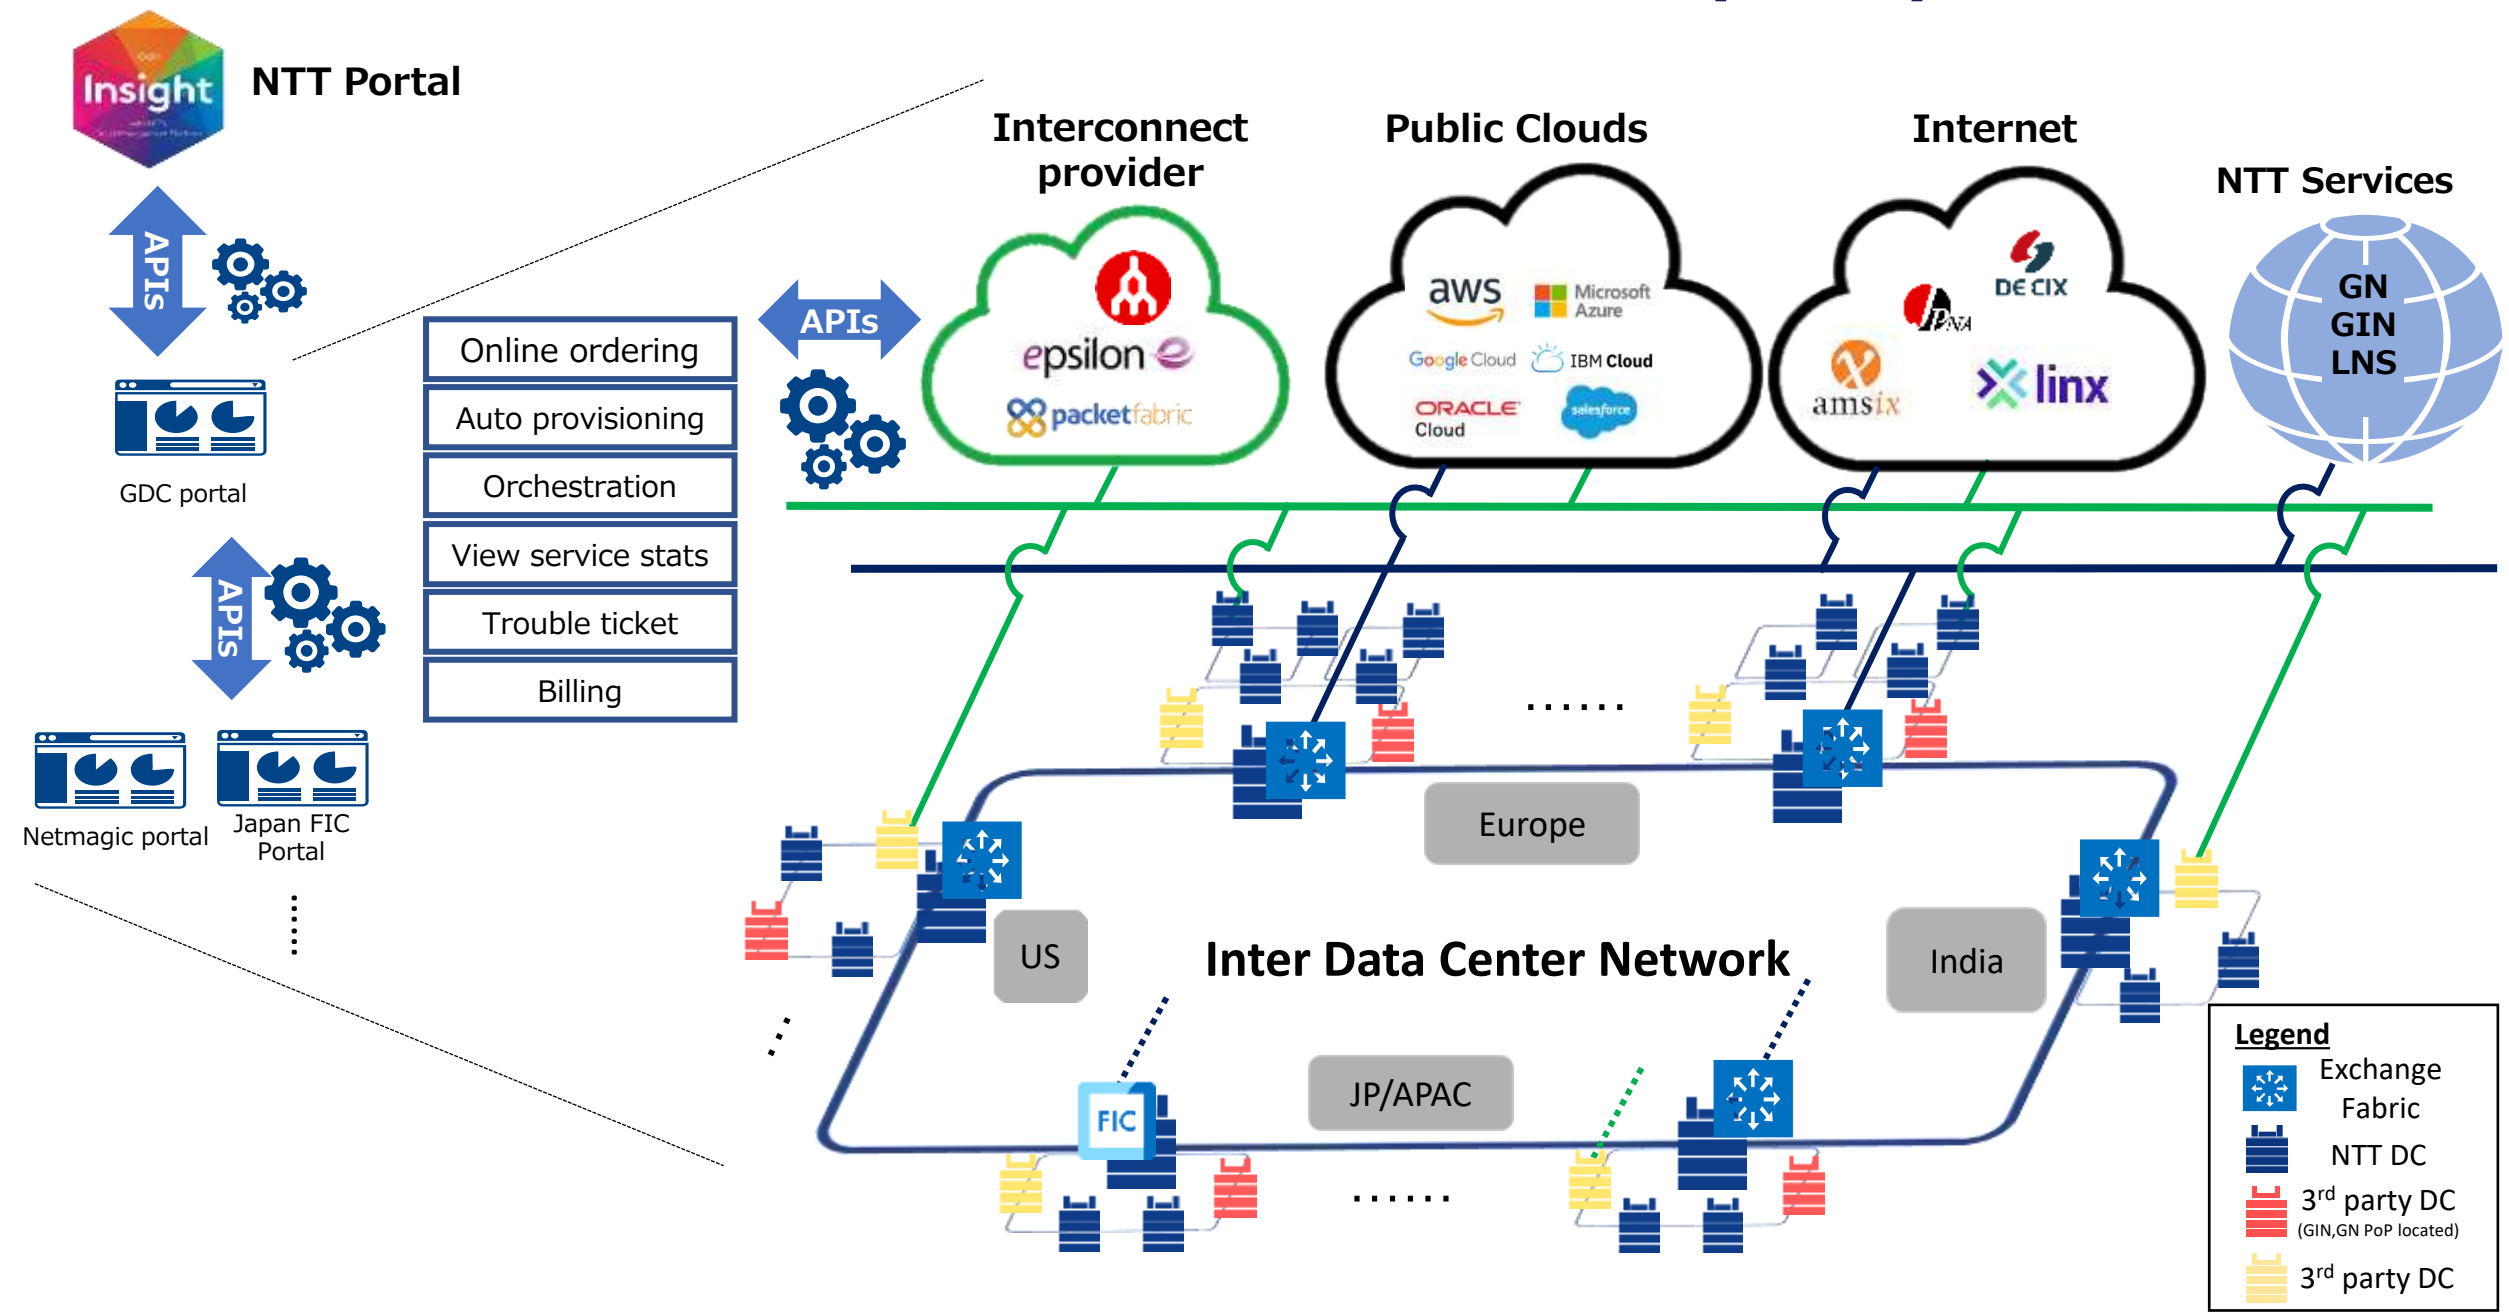 Insight
NTT Portal
APIs
GDC portal
APIs
Netmagic portal
Japan FIC
Portal
Online ordering
Auto provisioning
Orchestration
View service stats
Trouble ticket
Billing
APIs
Interconnect
provider
epsilon
packetfabric
Public Clouds
aws
Microsoft
Azure
Google Cloud
IBM Cloud
ORACLE
Cloud
salesforce
Internet
DE CIX
JPNA
amsix
linx
NTT Services
GN
GIN
LNS
Europe
US
Inter Data Center Network
India
JP/APAC
FIC
Legend
Exchange
Fabric
NTT DC
3rd party DC
(GIN,GN PoP located)
3rd party DC